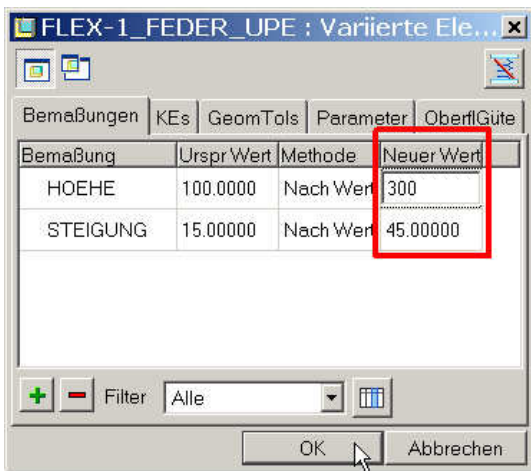 FLEX-1_FEDER_UPE : Variierte Ele...
Bemaßungen KEs GeomTols Parameter OberflGüte
Bemaßung Urspr Wert Methode Neuer Wert
HOEHE 100.0000 Nach Wert 300
STEIGUNG 15.00000 Nach Wert 45.00000
Filter Alle
OK Abbrechen